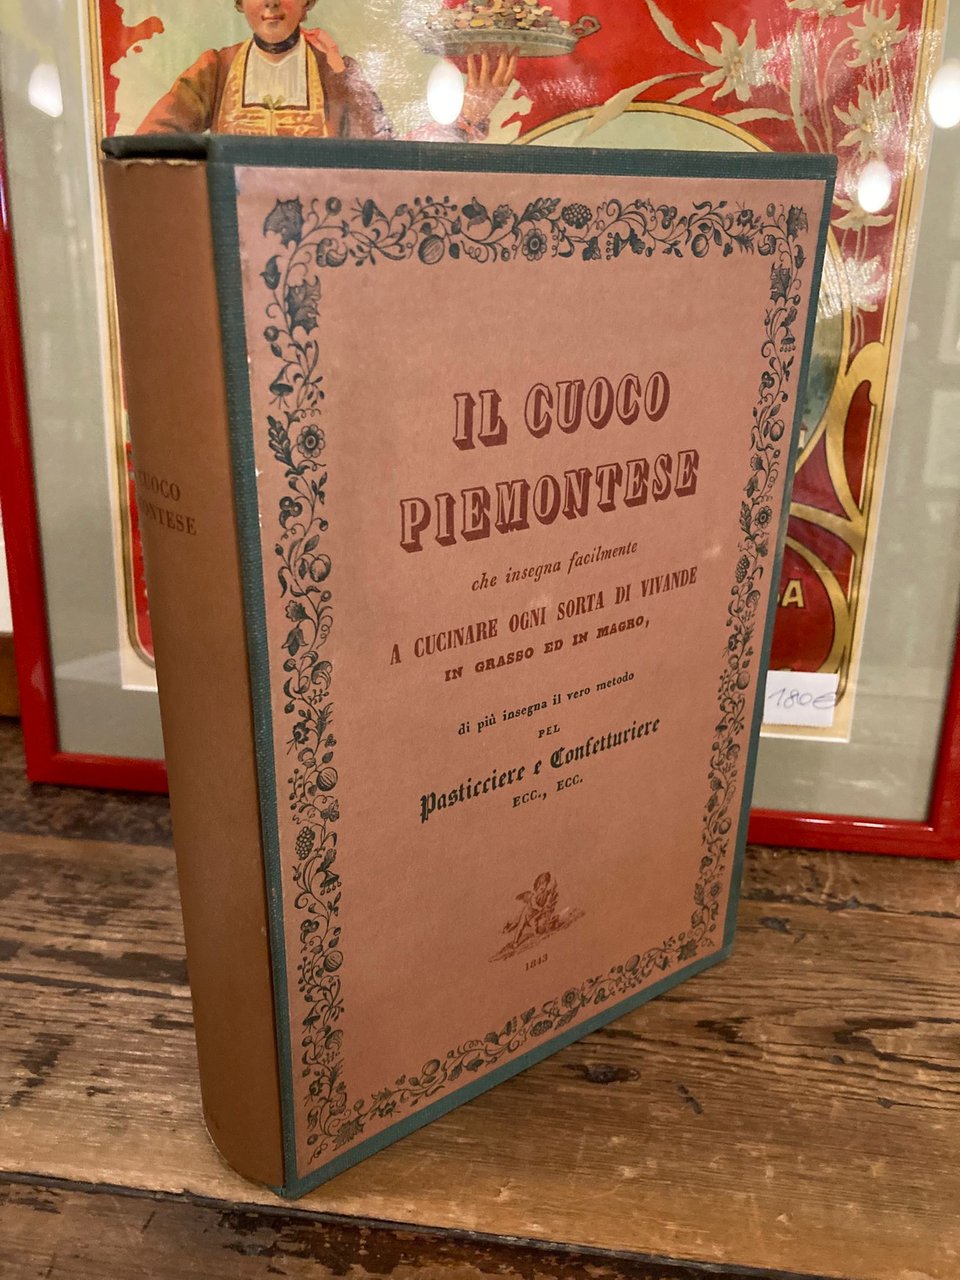 IL CUOCO
PIEMONTESE
che insegna facilmente
A CUCINARE OGNI SORTA DI VIVANDE
IN GRASSO ED IN MAGRO,
di più insegna il vero metodo
PEL
Pasticciere e Confetturiere
ECC., ECC.
1843
CUOCO
MONTESE
180€